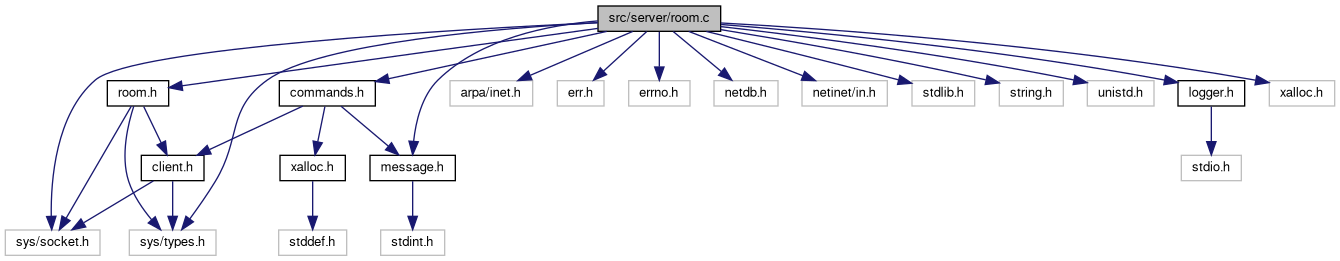 src/server/room.c
room.h
commands.h
arpa/inet.h
err.h
errno.h
netdb.h
netinet/in.h
stdlib.h
string.h
unistd.h
logger.h
xalloc.h
client.h
xalloc.h
message.h
stdio.h
sys/socket.h
sys/types.h
stddef.h
stdint.h